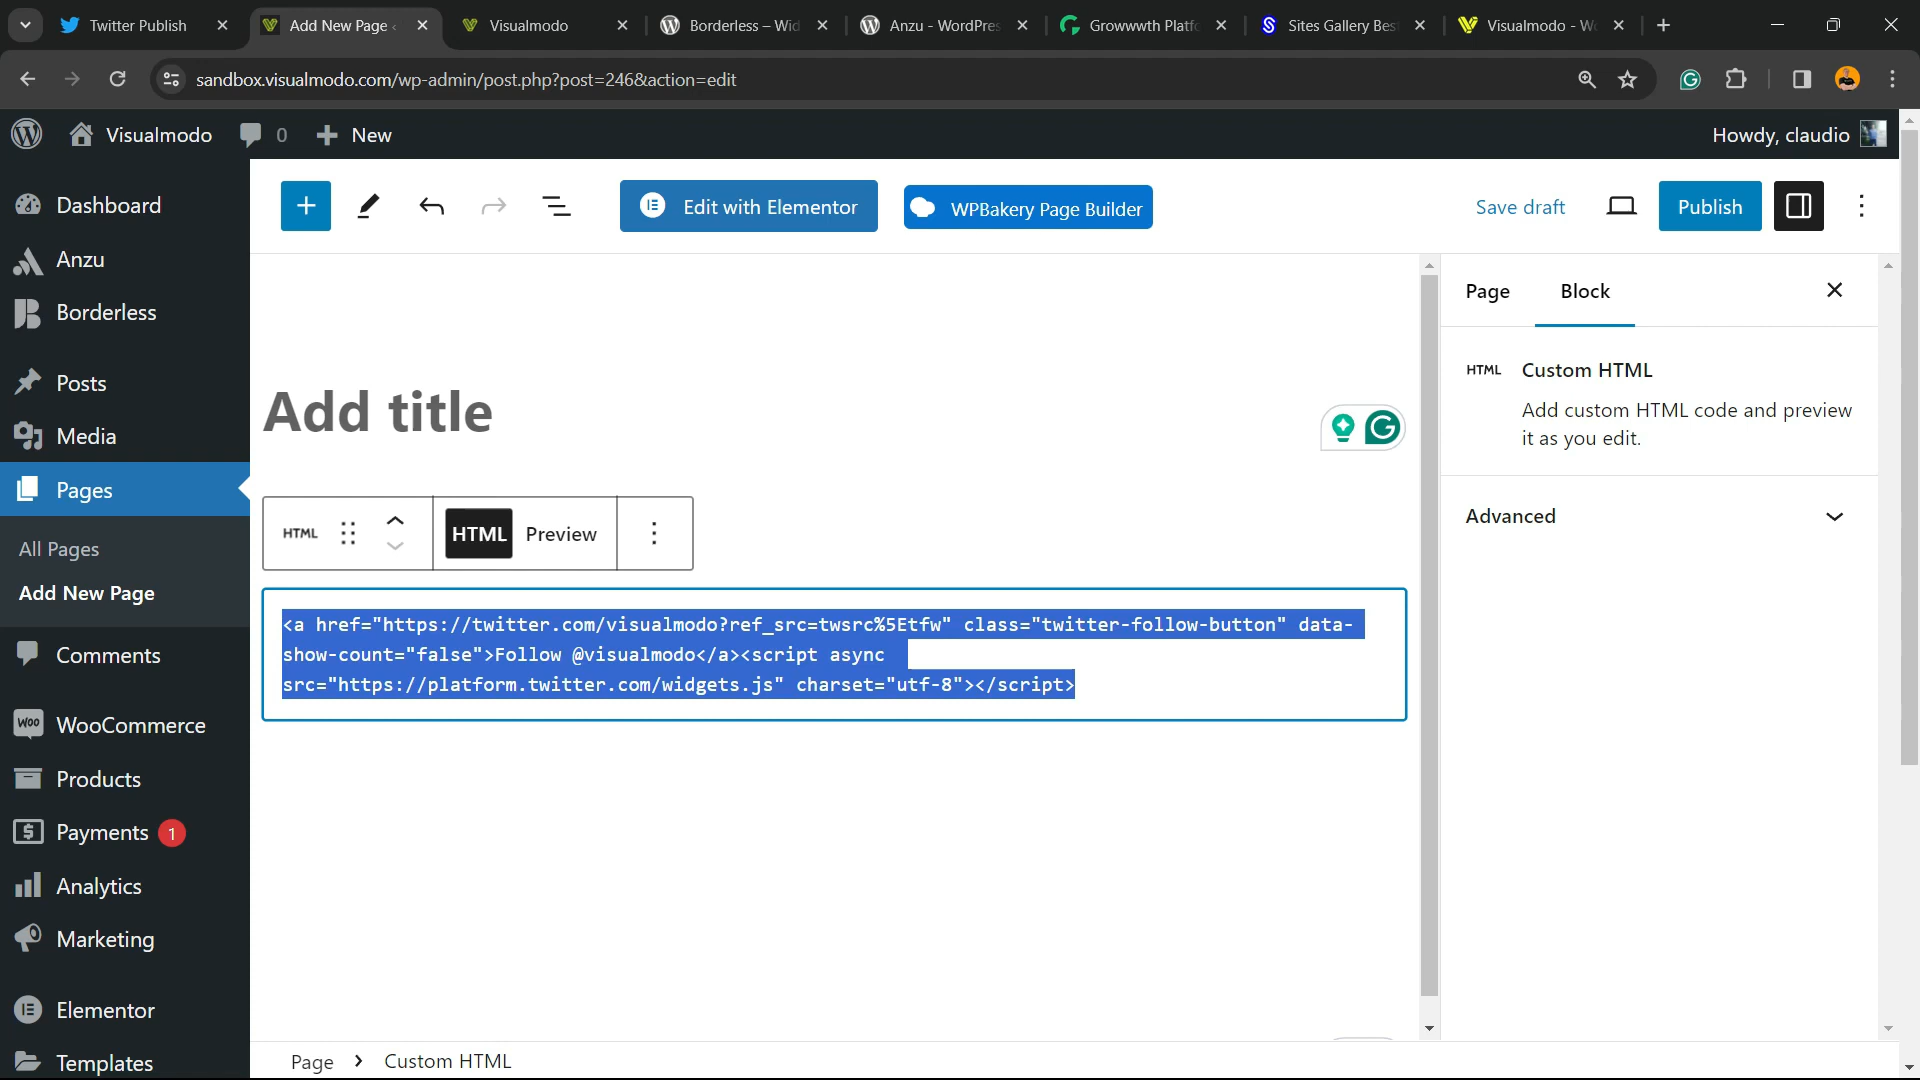 Twitter Publish
Add New Page
Visualmodo
Borderless – Wid
Anzu - WordPres
Growwwth Platfo
Sites Gallery Bes
Visualmodo - Wo
sandbox.visualmodo.com/wp-admin/post.php?post=246&action=edit
Visualmodo
0
New
Howdy, claudio
Dashboard
Anzu
Borderless
Posts
Media
Pages
All Pages
Add New Page
Comments
WOO
WooCommerce
Products
Payments 1
Analytics
Marketing
Elementor
Templates
Edit with Elementor
WPBakery Page Builder
Save draft
Publish
Add title
HTML
HTML
Preview
<a href="https://twitter.com/visualmodo?ref_src=twsrc%5Etfw" class="twitter-follow-button" data-
show-count="false">Follow @visualmodo</a><script async
src="https://platform.twitter.com/widgets.js" charset="utf-8"></script>
Page
Block
HTML
Custom HTML
Add custom HTML code and preview
it as you edit.
Advanced
Page
Custom HTML